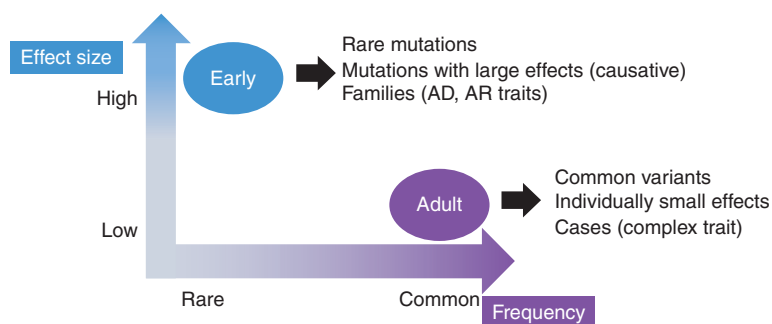 Effect size
High
Low
Early
Rare mutations
Mutations with large effects (causative)
Families (AD, AR traits)
Adult
Common variants
Individually small effects
Cases (complex trait)
Rare
Common
Frequency